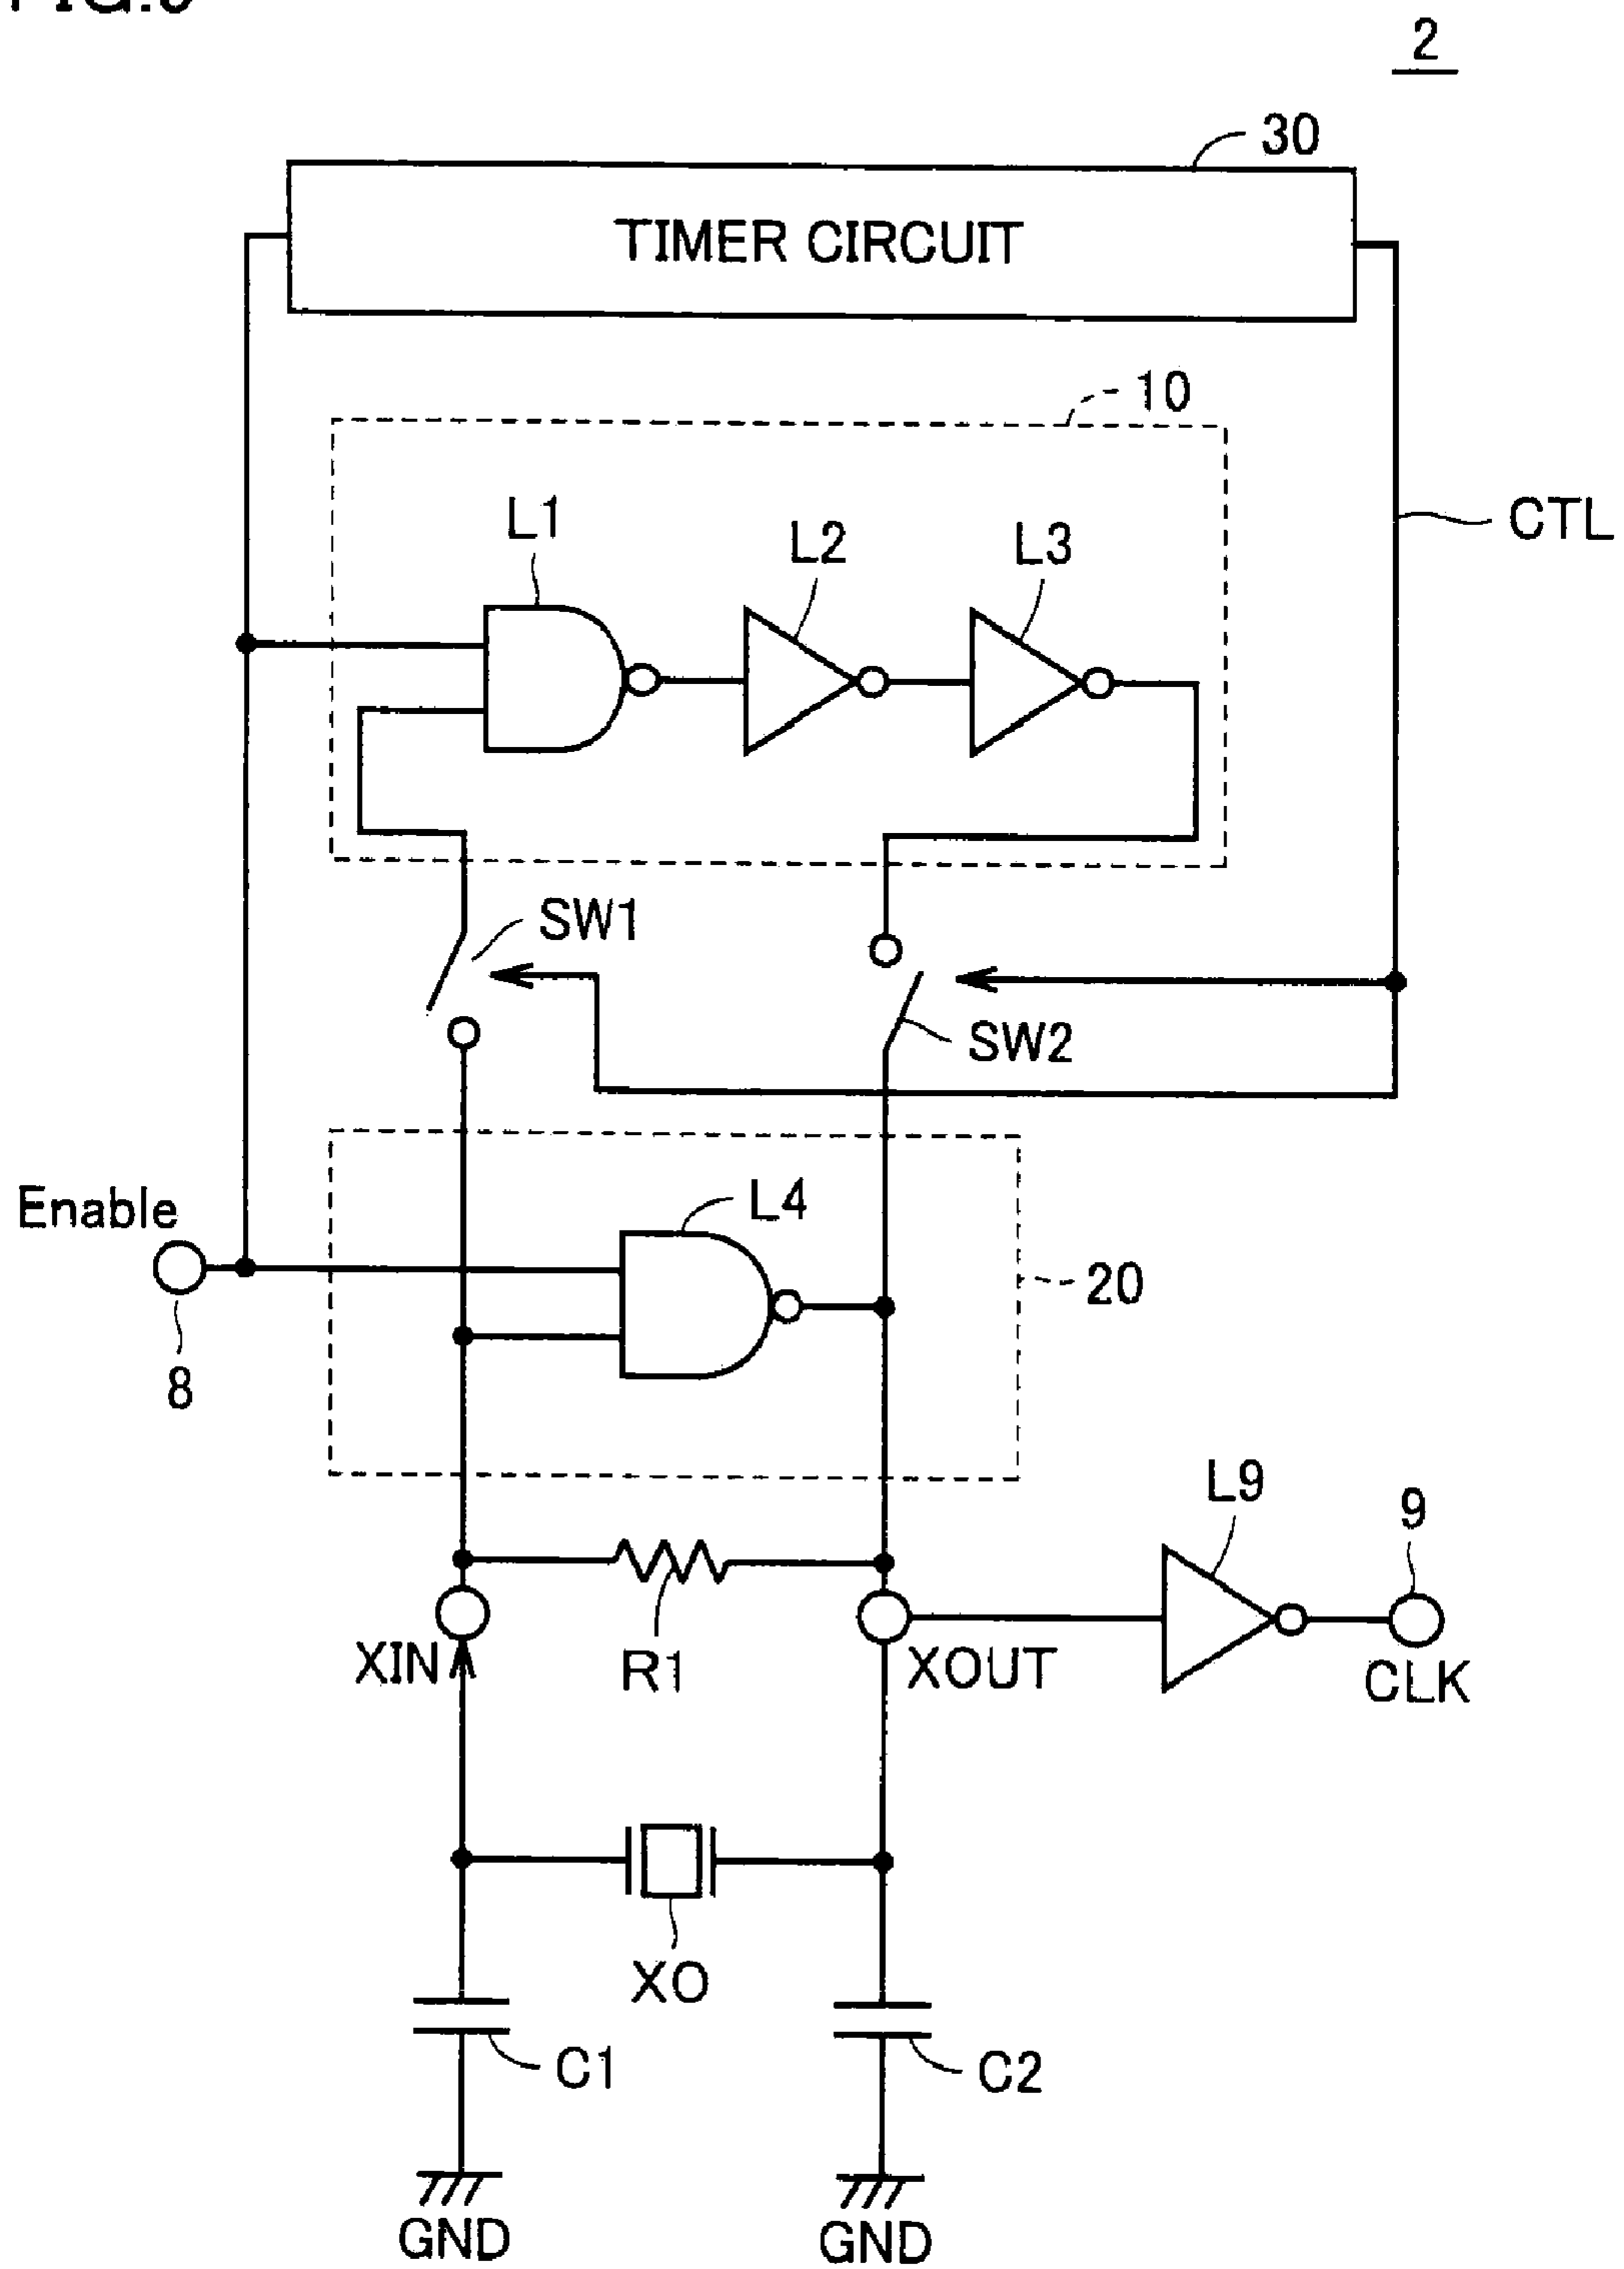 2
30
TIMER CIRCUIT
10
L1
L2
L3
CTL
SW1
SW2
Enable
8
L4
20
L9
9
XIN
R1
XOUT
CLK
XO
C1
C2
GND
GND